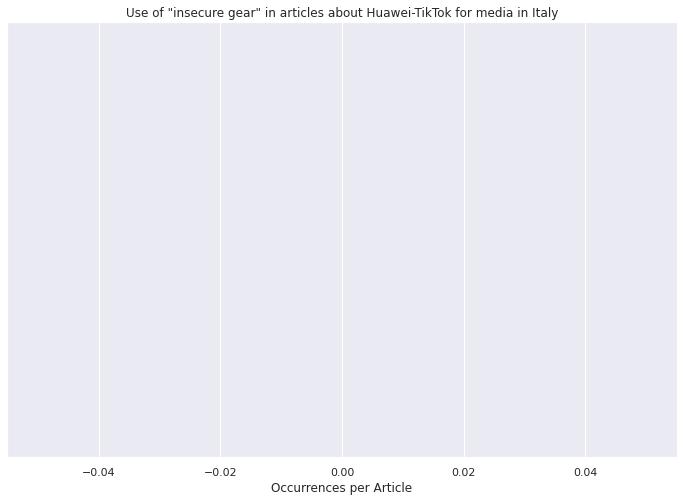 Use of "insecure gear" in articles about Huawei-TikTok for media in Italy
−0.04 −0.02 0.00 0.02 0.04
Occurrences per Article